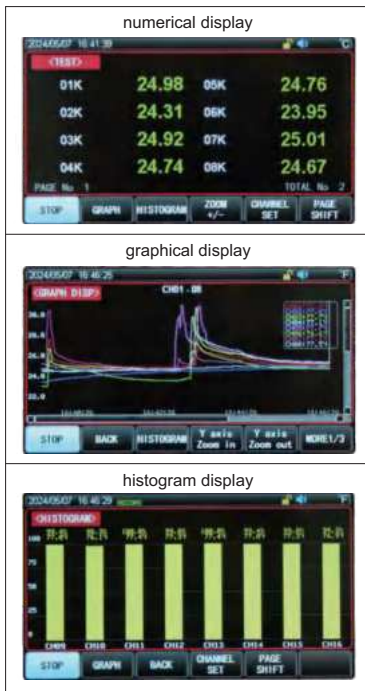 numerical display
2024/05/07 16:41:39 ℃
<TEST>
01K 24.98 05K 24.76
02K 24.31 06K 23.95
03K 24.92 07K 25.01
04K 24.74 08K 24.67
PAGE No 1 TOTAL No 2
STOP GRAPH HISTOGRAM ZOOM +/- CHANNEL SET PAGE SHIFT
graphical display
2024/05/07 16:46:25 ℉
<GRAPH DISP> CH01 - 08
STOP BACK HISTOGRAM Y axis Zoom in Y axis Zoom out MORE1/3
histogram display
2024/05/07 16:46:29 ℉
<HISTOGRAM>
100
75
50
25
0
CH09 CH10 CH11 CH12 CH13 CH14 CH15 CH16
STOP GRAPH BACK CHANNEL SET PAGE SHIFT